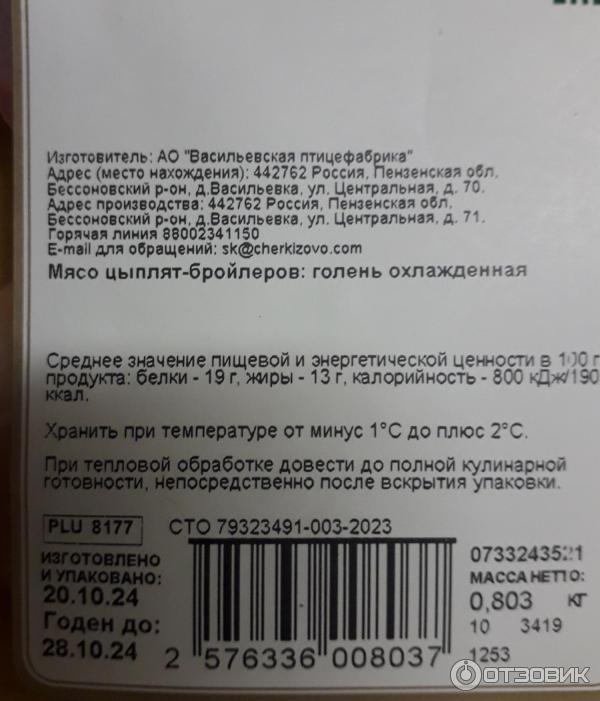 Изготовитель: АО "Васильевская птицефабрика"
Адрес (место нахождения): 442762 Россия, Пензенская обл.
Бессоновский р-он, д.Васильевка, ул. Центральная, д. 70.
Адрес производства: 442762 Россия, Пензенская обл.
Бессоновский р-он, д.Васильевка, ул. Центральная, д. 71.
Горячая линия 88002341150
E-mail для обращений: sk@cherkizovo.com
Мясо цыплят-бройлеров: голень охлажденная
Среднее значение пищевой и энергетической ценности в 100 г
продукта: белки - 19 г, жиры - 13 г, калорийность - 800 кДж/190
ккал.
Хранить при температуре от минус 1°С до плюс 2°С.
При тепловой обработке довести до полной кулинарной
готовности, непосредственно после вскрытия упаковки.
PLU 8177 СТО 79323491-003-2023
ИЗГОТОВЛЕНО
И УПАКОВАНО:
20.10.24
Годен до:
28.10.24
2 576336 008037
0733243521
МАССА НЕТТО:
0,803 кг
10 3419
1253
ОТЗОВИК